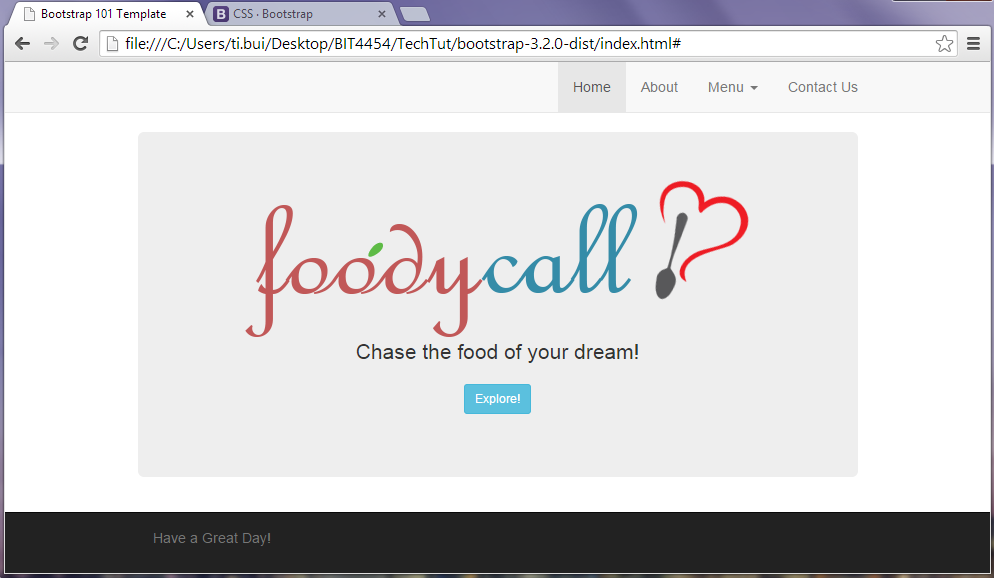 Bootstrap 101 Template
B CSS · Bootstrap
file:///C:/Users/ti.bui/Desktop/BIT4454/TechTut/bootstrap-3.2.0-dist/index.html#
Home About Menu Contact Us
foodycall
Chase the food of your dream!
Explore!
Have a Great Day!